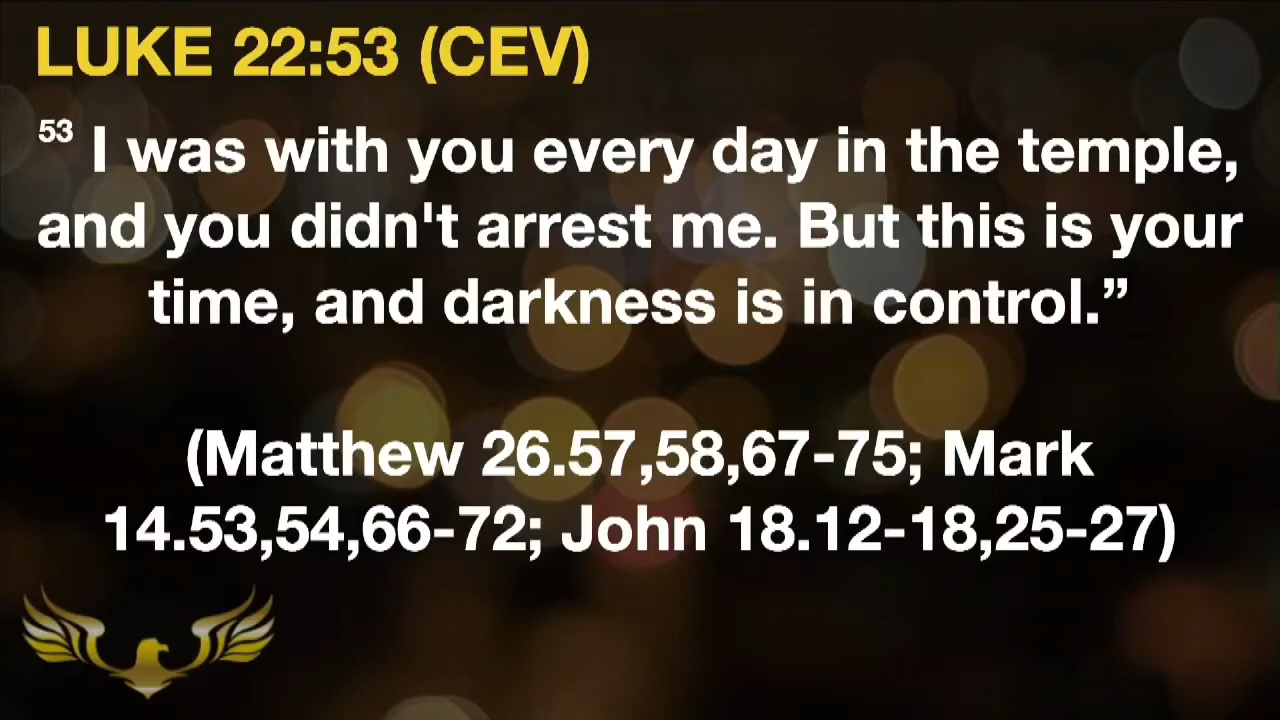 LUKE 22:53 (CEV)
53 I was with you every day in the temple,
and you didn't arrest me. But this is your
time, and darkness is in control.”
(Matthew 26.57,58,67-75; Mark
14.53,54,66-72; John 18.12-18,25-27)